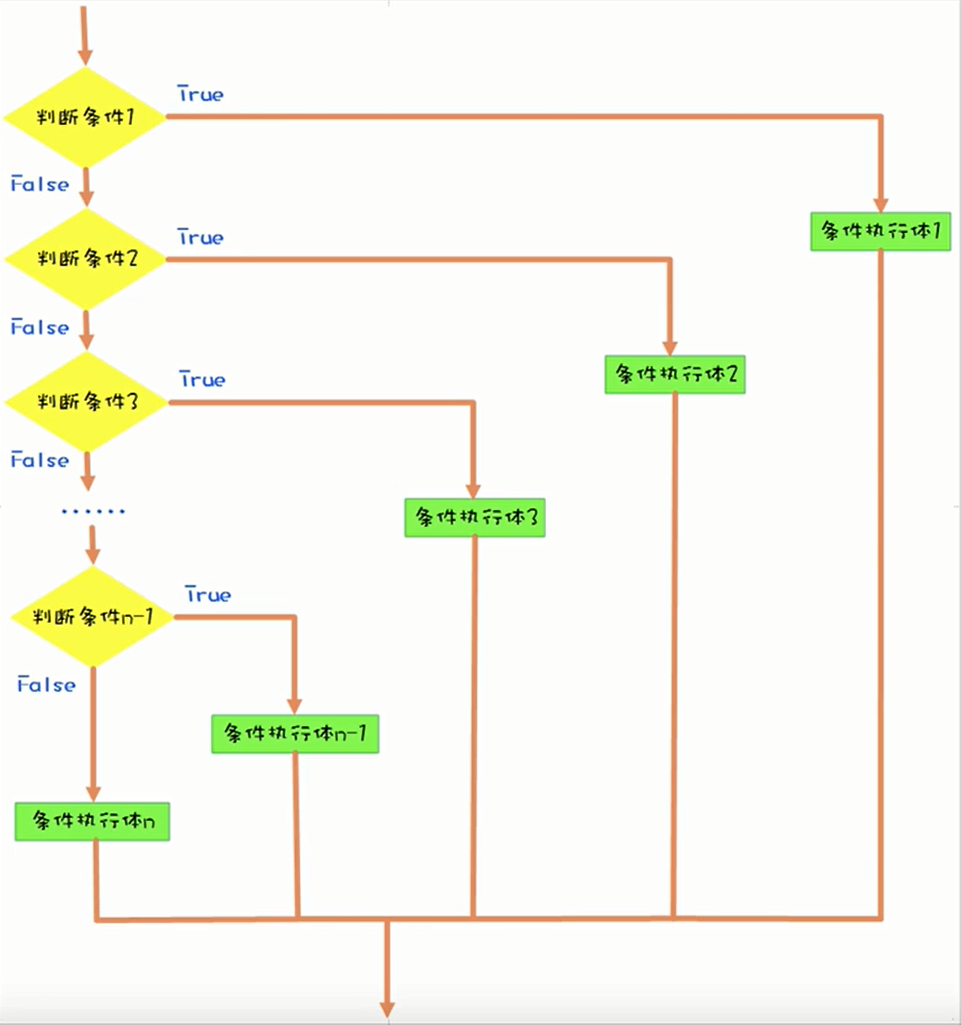 True
判断条件1
False
条件执行体1
True
判断条件2
False
条件执行体2
True
判断条件3
False
......
条件执行体3
True
判断条件n-1
False
条件执行体n-1
条件执行体n